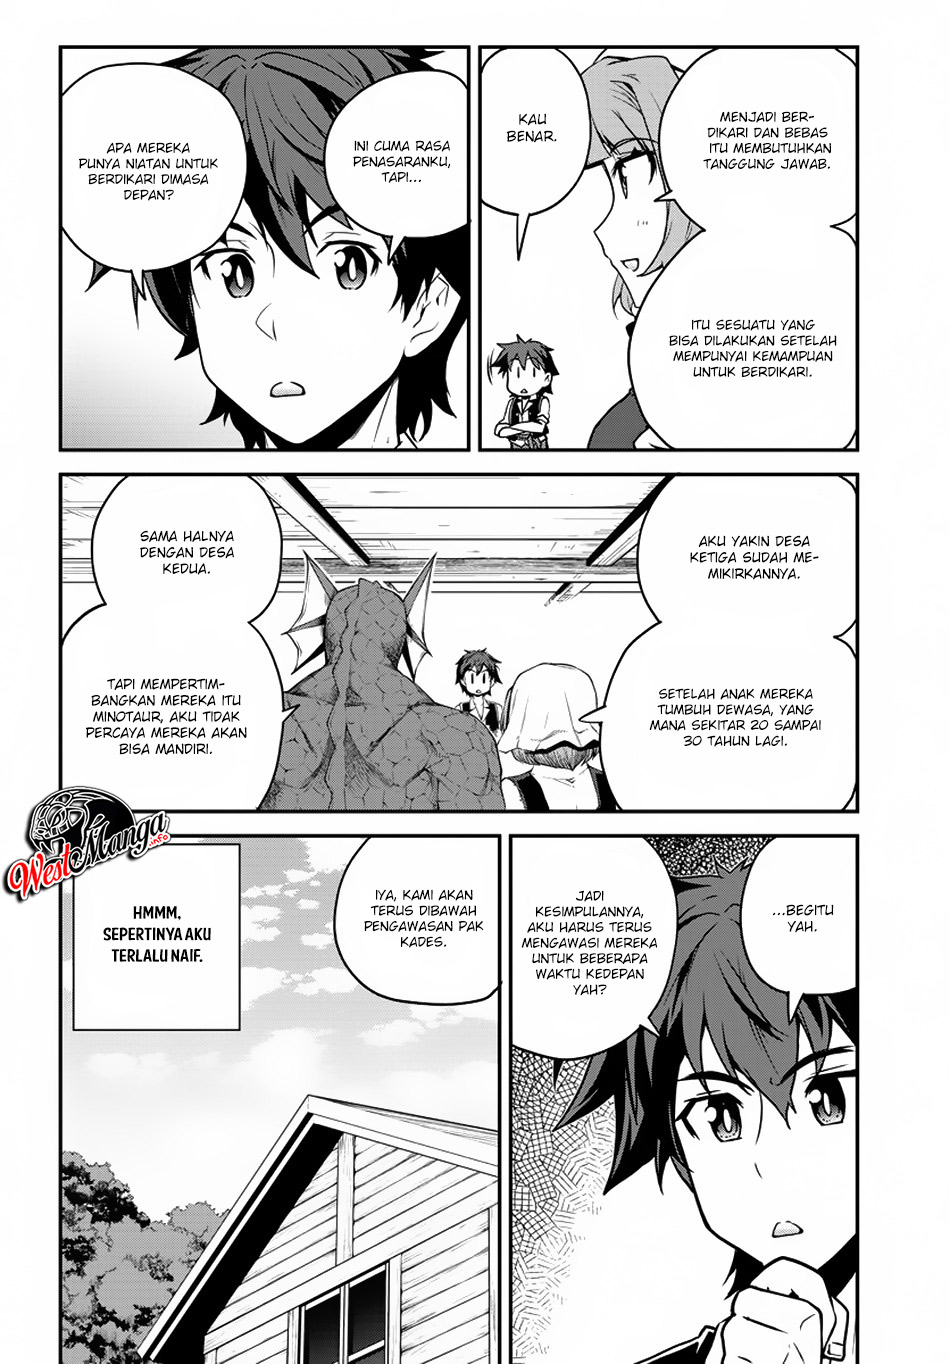 MENJADI BER-
DIKARI DAN BEBAS
ITU MEMBUTUHKAN
TANGGUNG JAWAB.
ITU SESUATU YANG
BISA DILAKUKAN SETELAH
MEMPUNYAI KEMAMPUAN
UNTUK BERDIKARI.
KAU
BENAR.
INI CUMA RASA
PENASARANKU,
TAPI...
APA MEREKA
PUNYA NIATAN UNTUK
BERDIKARI DIMASA
DEPAN?
AKU YAKIN DESA
KETIGA SUDAH ME-
MIKIRKANNYA.
SETELAH ANAK MEREKA
TUMBUH DEWASA, YANG
MANA SEKITAR 20 SAMPAI
30 TAHUN LAGI.
SAMA HALNYA
DENGAN DESA
KEDUA.
TAPI MEMPERTIM-
BANGKAN MEREKA ITU
MINOTAUR, AKU TIDAK
PERCAYA MEREKA AKAN
BISA MANDIRI.
...BEGITU
YAH.
JADI
KESIMPULANNYA,
AKU HARUS TERUS
MENGAWASI MEREKA
UNTUK BEBERAPA
WAKTU KEDEPAN
YAH?
IYA, KAMI AKAN
TERUS DIBAWAH
PENGAWASAN PAK
KADES.
HMMM,
SEPERTINYA AKU
TERLALU NAIF.
WestManga
.info